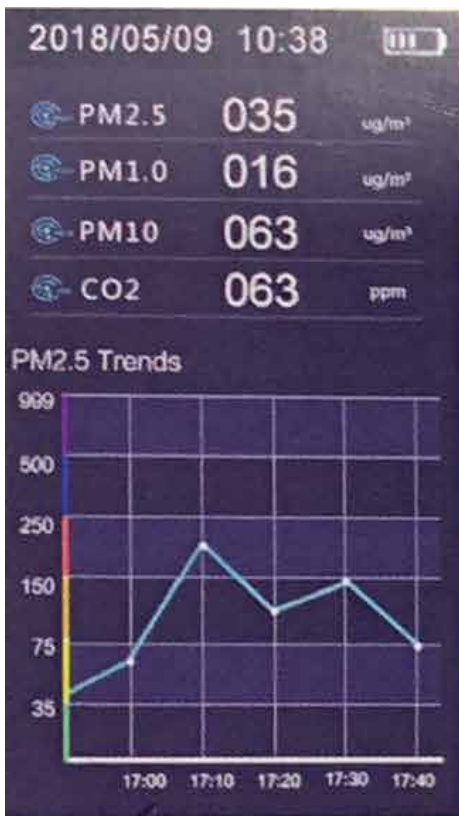 2018/05/09 10:38
PM2.5 035 ug/m³
PM1.0 016 ug/m³
PM10 063 ug/m³
CO2 063 ppm
PM2.5 Trends
999
500
250
150
75
35
17:00 17:10 17:20 17:30 17:40